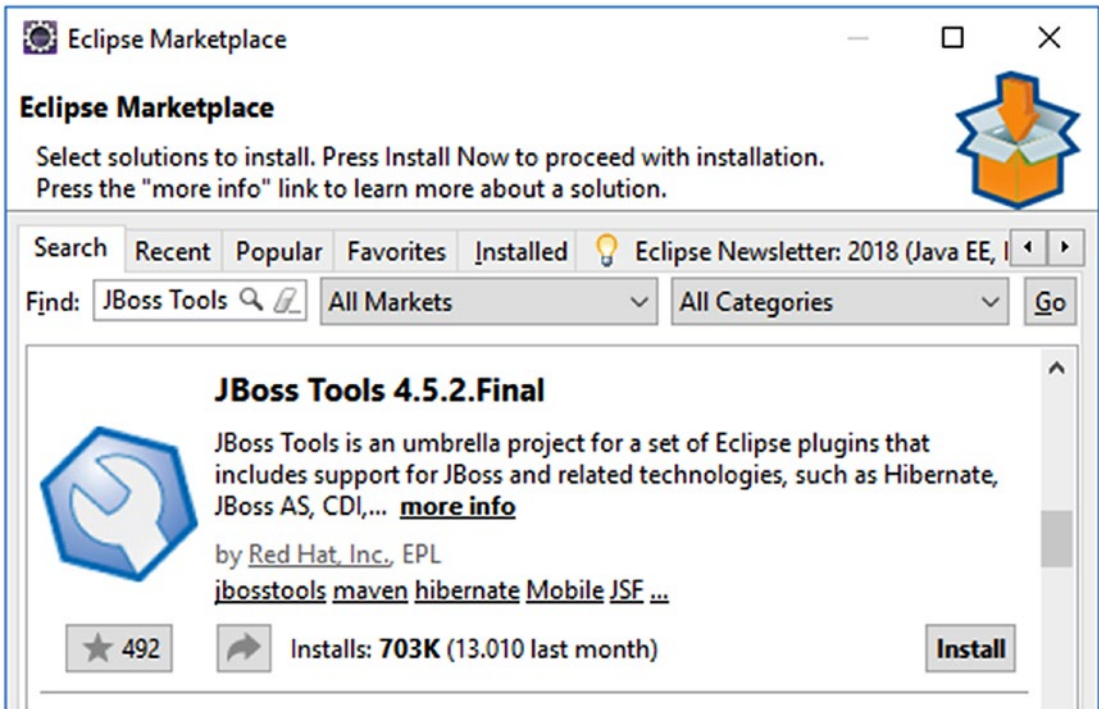 Eclipse Marketplace
Eclipse Marketplace
Select solutions to install. Press Install Now to proceed with installation.
Press the "more info" link to learn more about a solution.
Search Recent Popular Favorites Installed Eclipse Newsletter: 2018 (Java EE,
Find: JBoss Tools All Markets All Categories Go
JBoss Tools 4.5.2.Final
JBoss Tools is an umbrella project for a set of Eclipse plugins that
includes support for JBoss and related technologies, such as Hibernate,
JBoss AS, CDI,... more info
by Red Hat, Inc., EPL
jbosstools maven hibernate Mobile JSF ...
492 Installs: 703K (13.010 last month) Install